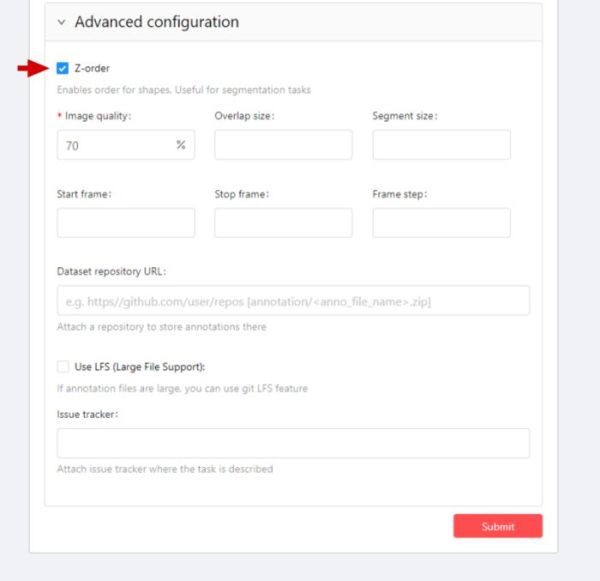 Advanced configuration
Z-order
Enables order for shapes. Useful for segmentation tasks
* Image quality: Overlap size: Segment size:
70 %
Start frame: Stop frame: Frame step:
Dataset repository URL:
e.g. https//github.com/user/repos [annotation/<anno_file_name>.zip]
Attach a repository to store annotations there
Use LFS (Large File Support):
If annotation files are large, you can use git LFS feature
Issue tracker:
Attach issue tracker where the task is described
Submit